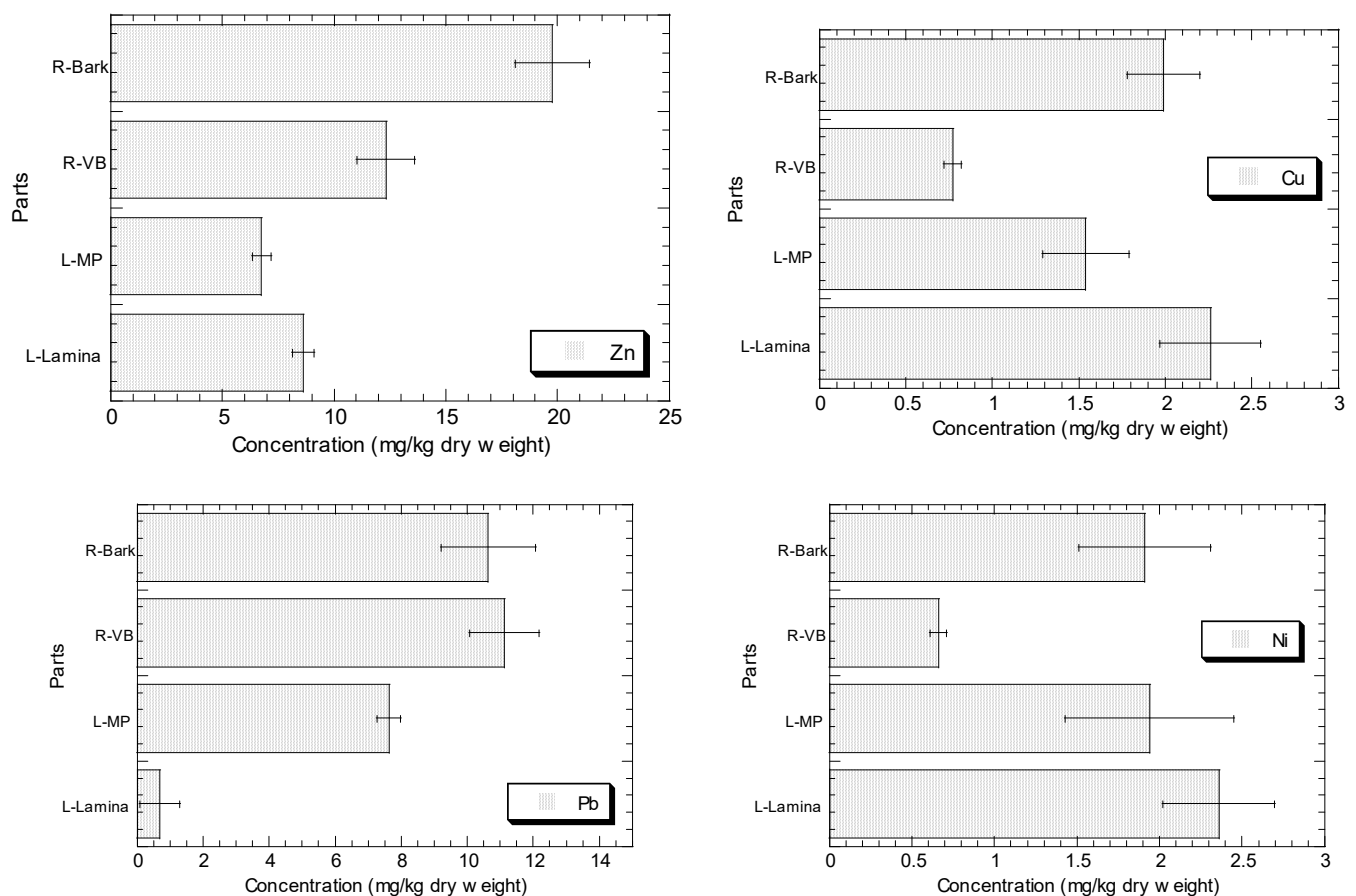 R-Bark
R-VB
L-MP
L-Lamina
Parts
Zn
0 5 10 15 20 25
Concentration (mg/kg dry w eight)
R-Bark
R-VB
L-MP
L-Lamina
Parts
Cu
0 0.5 1 1.5 2 2.5 3
Concentration (mg/kg dry w eight)
R-Bark
R-VB
L-MP
L-Lamina
Parts
Pb
0 2 4 6 8 10 12 14
Concentration (mg/kg dry w eight)
R-Bark
R-VB
L-MP
L-Lamina
Parts
Ni
0 0.5 1 1.5 2 2.5 3
Concentration (mg/kg dry w eight)